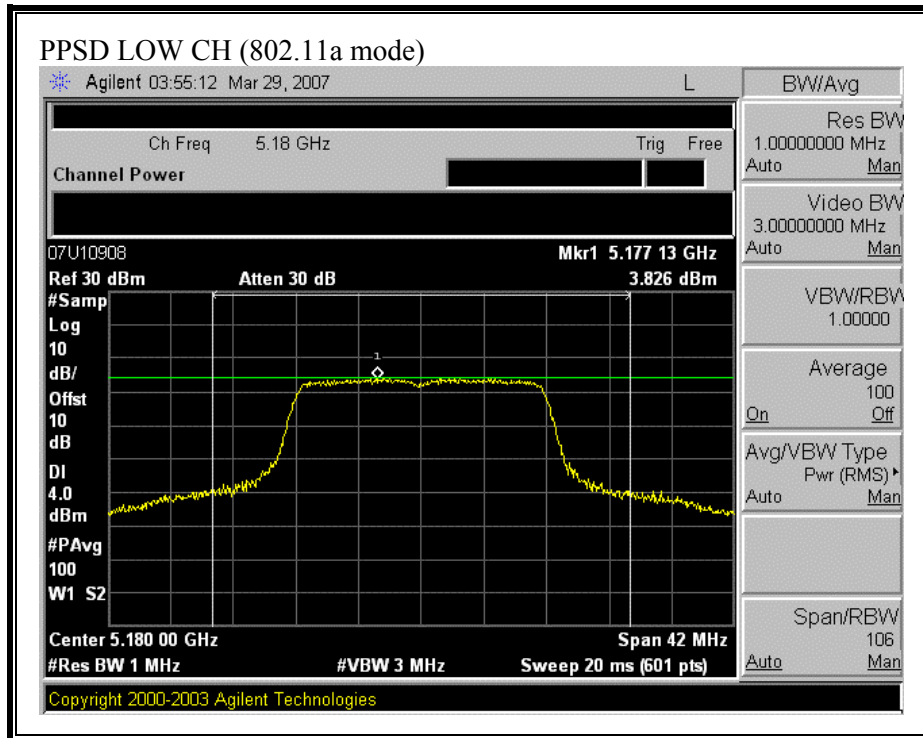 PPSD LOW CH (802.11a mode)
Agilent 03:55:12 Mar 29, 2007 L
BW/Avg
Ch Freq 5.18 GHz Trig Free
Channel Power
Res BW
1.00000000 MHz
Auto Man
Video BW
3.00000000 MHz
Auto Man
VBW/RBW
1.00000
Average
100
On Off
Avg/VBW Type
Pwr (RMS)
Auto Man
Span/RBW
106
Auto Man
07U10908 Mkr1 5.177 13 GHz
Ref 30 dBm Atten 30 dB 3.826 dBm
#Samp
Log
10
dB/
Offst
10
dB
DI
4.0
dBm
#PAvg
100
W1 S2
1
Center 5.180 00 GHz Span 42 MHz
#Res BW 1 MHz #VBW 3 MHz Sweep 20 ms (601 pts)
Copyright 2000-2003 Agilent Technologies